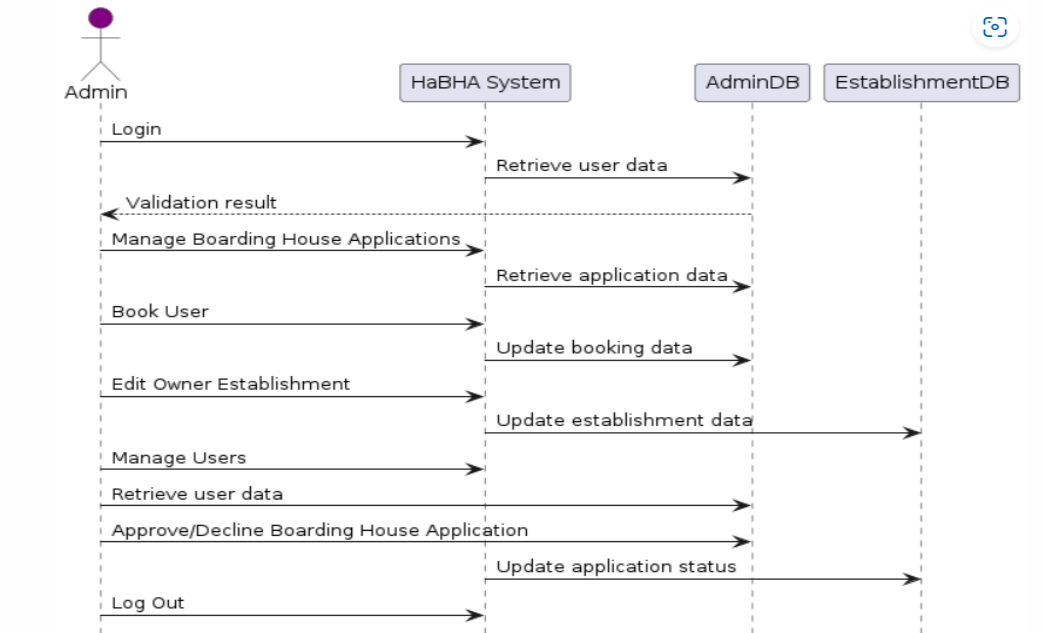 Admin
HaBHA System
AdminDB
EstablishmentDB
Login
Retrieve user data
Validation result
Manage Boarding House Applications
Retrieve application data
Book User
Update booking data
Edit Owner Establishment
Update establishment data
Manage Users
Retrieve user data
Approve/Decline Boarding House Application
Update application status
Log Out